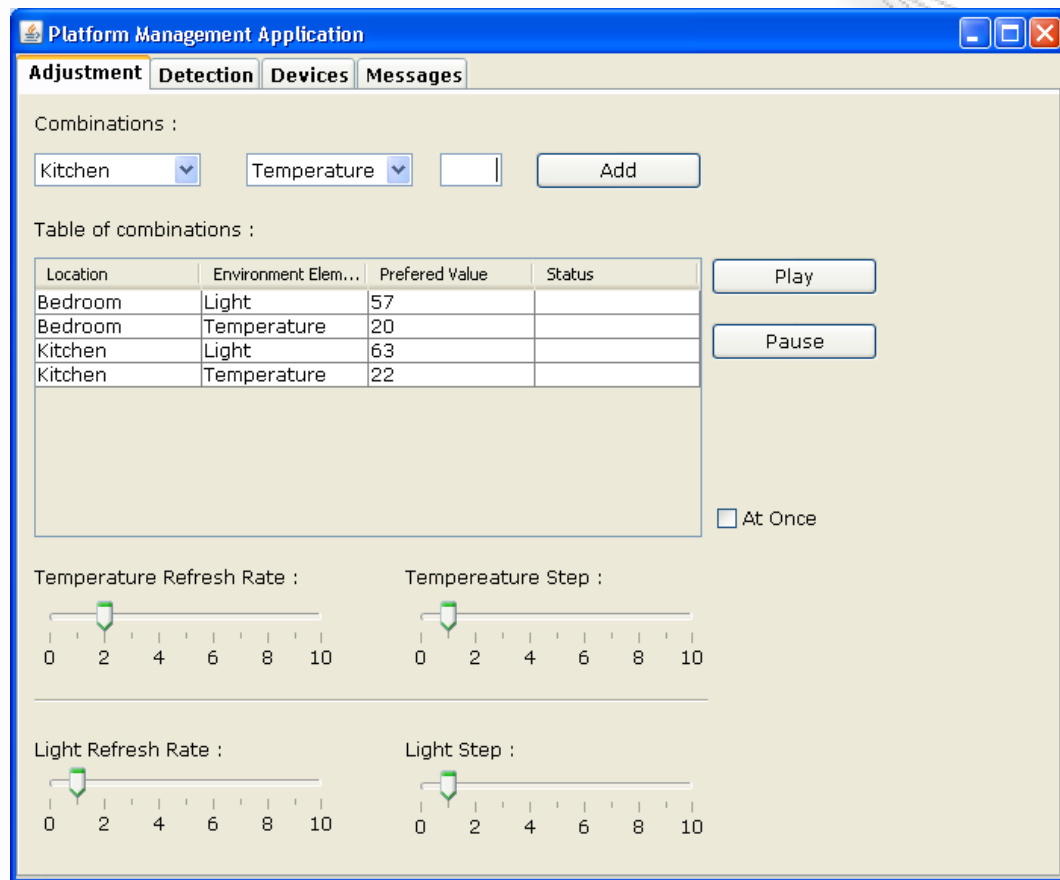 Platform Management Application
Adjustment Detection Devices Messages
Combinations :
Kitchen Temperature Add
Table of combinations :
Location Environment Elem... Prefered Value Status
Bedroom Light 57
Bedroom Temperature 20
Kitchen Light 63
Kitchen Temperature 22
Play
Pause
At Once
Temperature Refresh Rate : Tempereature Step :
0 2 4 6 8 10 0 2 4 6 8 10
Light Refresh Rate : Light Step :
0 2 4 6 8 10 0 2 4 6 8 10